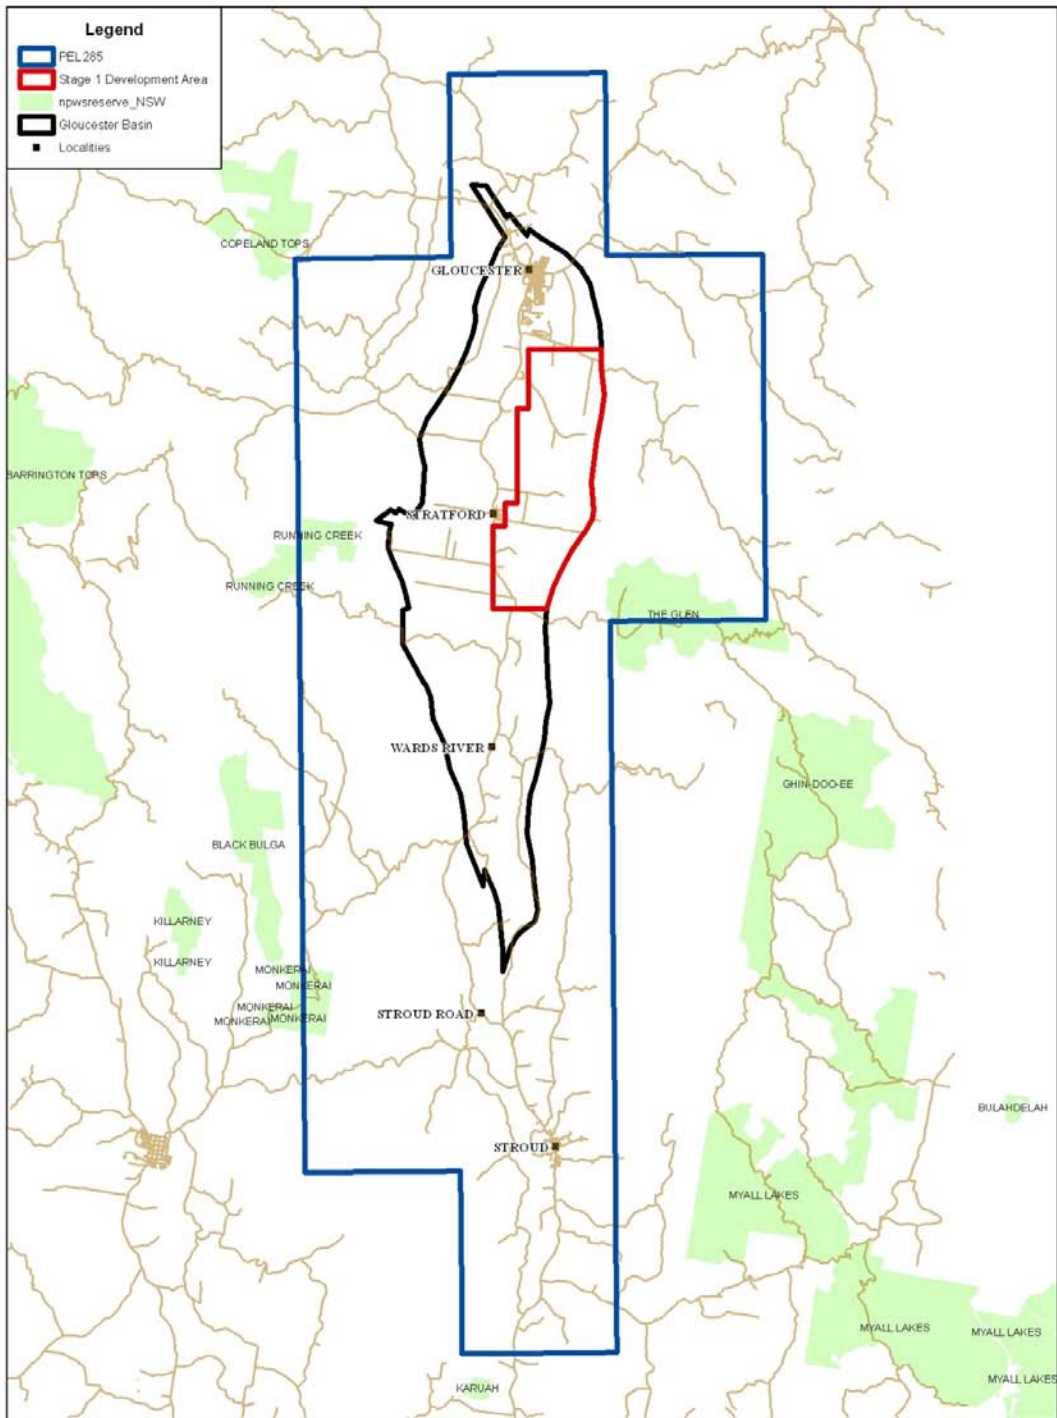 Legend
PEL285
Stage 1 Development Area
npwsreserve_NSW
Gloucester Basin
Localities
COPELAND TOPS
GLOUCESTER
BARRINGTON TOPS
STRATFORD
RUNNING CREEK
RUNNING CREEK
THE GLEN
WARDS RIVER
GHIN-DOO-EE
BLACK BULGA
KILLARNEY
KILLARNEY
MONKERAI
MONKERAI
MONKERAI
MONKERAI
MONKERAI
STROUD ROAD
BULAHDELAH
STROUD
MYALL LAKES
MYALL LAKES
MYALL LAKES
MYALL LAKES
KARUAH